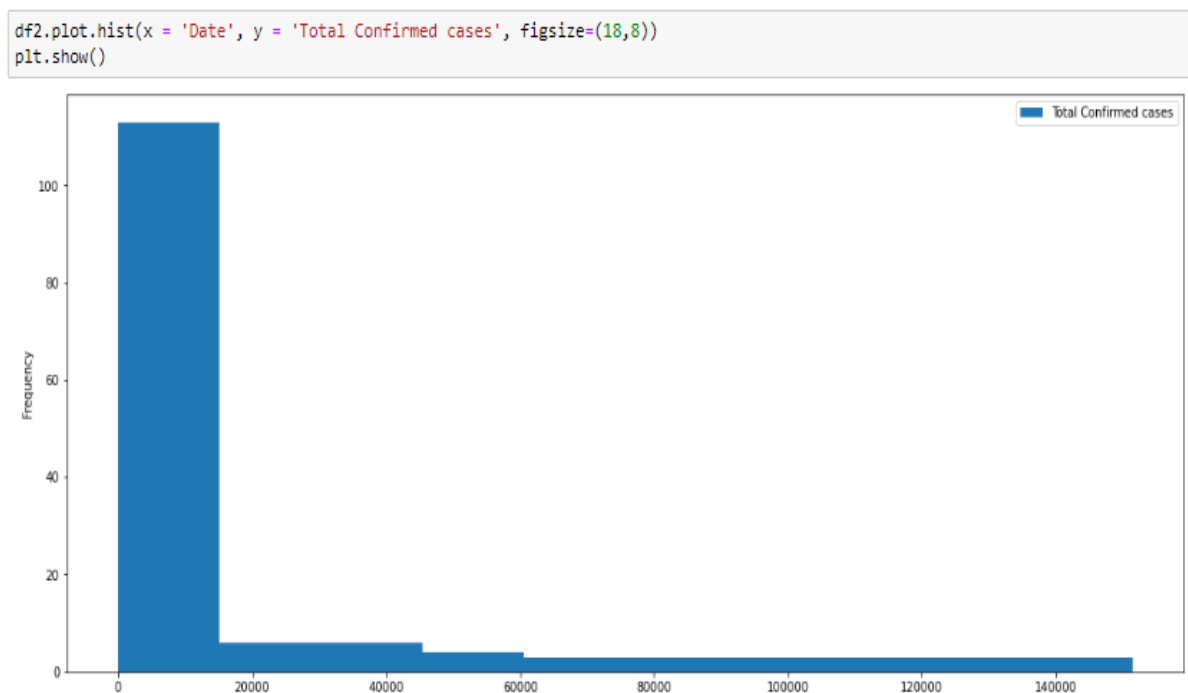 df2.plot.hist(x = 'Date', y = 'Total Confirmed cases', figsize=(18,8))
plt.show()
Total Confirmed cases
100
80
60
40
20
0
Frequency
0 20000 40000 60000 80000 100000 120000 140000